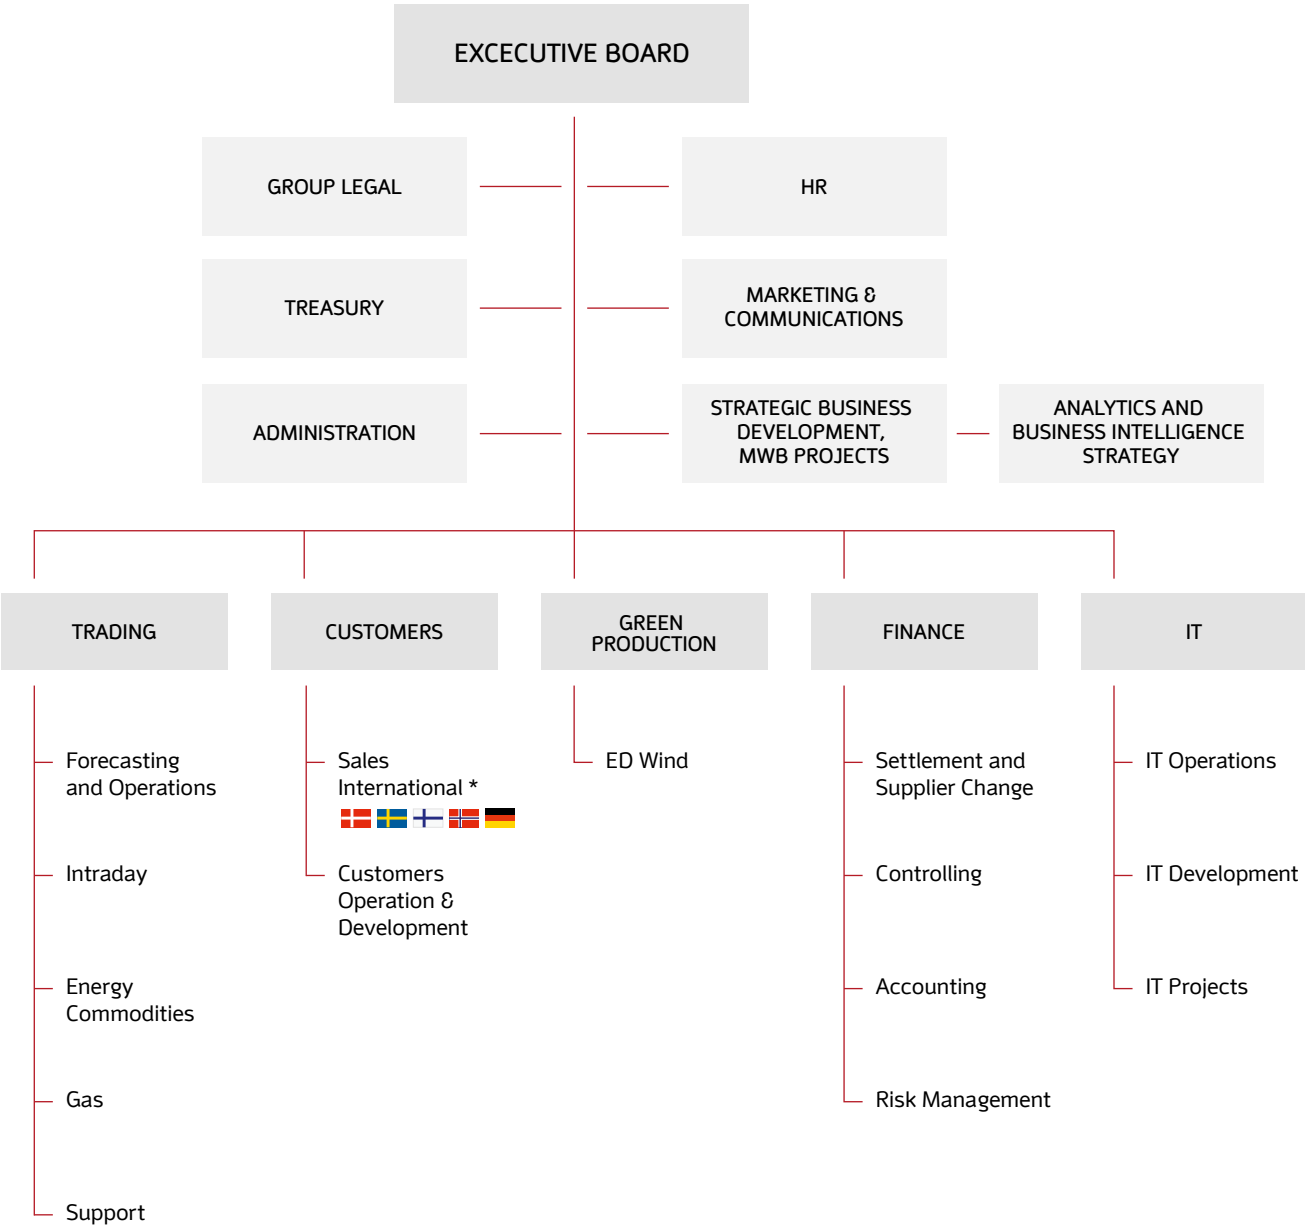 EXCECUTIVE BOARD
GROUP LEGAL
HR
TREASURY
MARKETING &
COMMUNICATIONS
ADMINISTRATION
STRATEGIC BUSINESS
DEVELOPMENT,
MWB PROJECTS
ANALYTICS AND
BUSINESS INTELLIGENCE
STRATEGY
TRADING
CUSTOMERS
GREEN
PRODUCTION
FINANCE
IT
Forecasting
and Operations
Intraday
Energy
Commodities
Gas
Support
Sales
International *
Customers
Operation &
Development
ED Wind
Settlement and
Supplier Change
Controlling
Accounting
Risk Management
IT Operations
IT Development
IT Projects